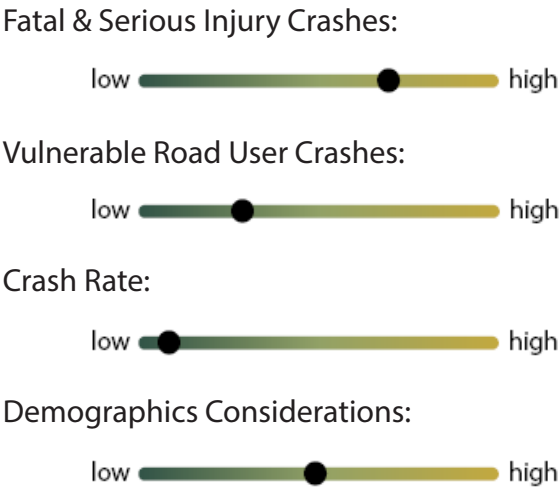 Fatal & Serious Injury Crashes:
low high
Vulnerable Road User Crashes:
low high
Crash Rate:
low high
Demographics Considerations:
low high